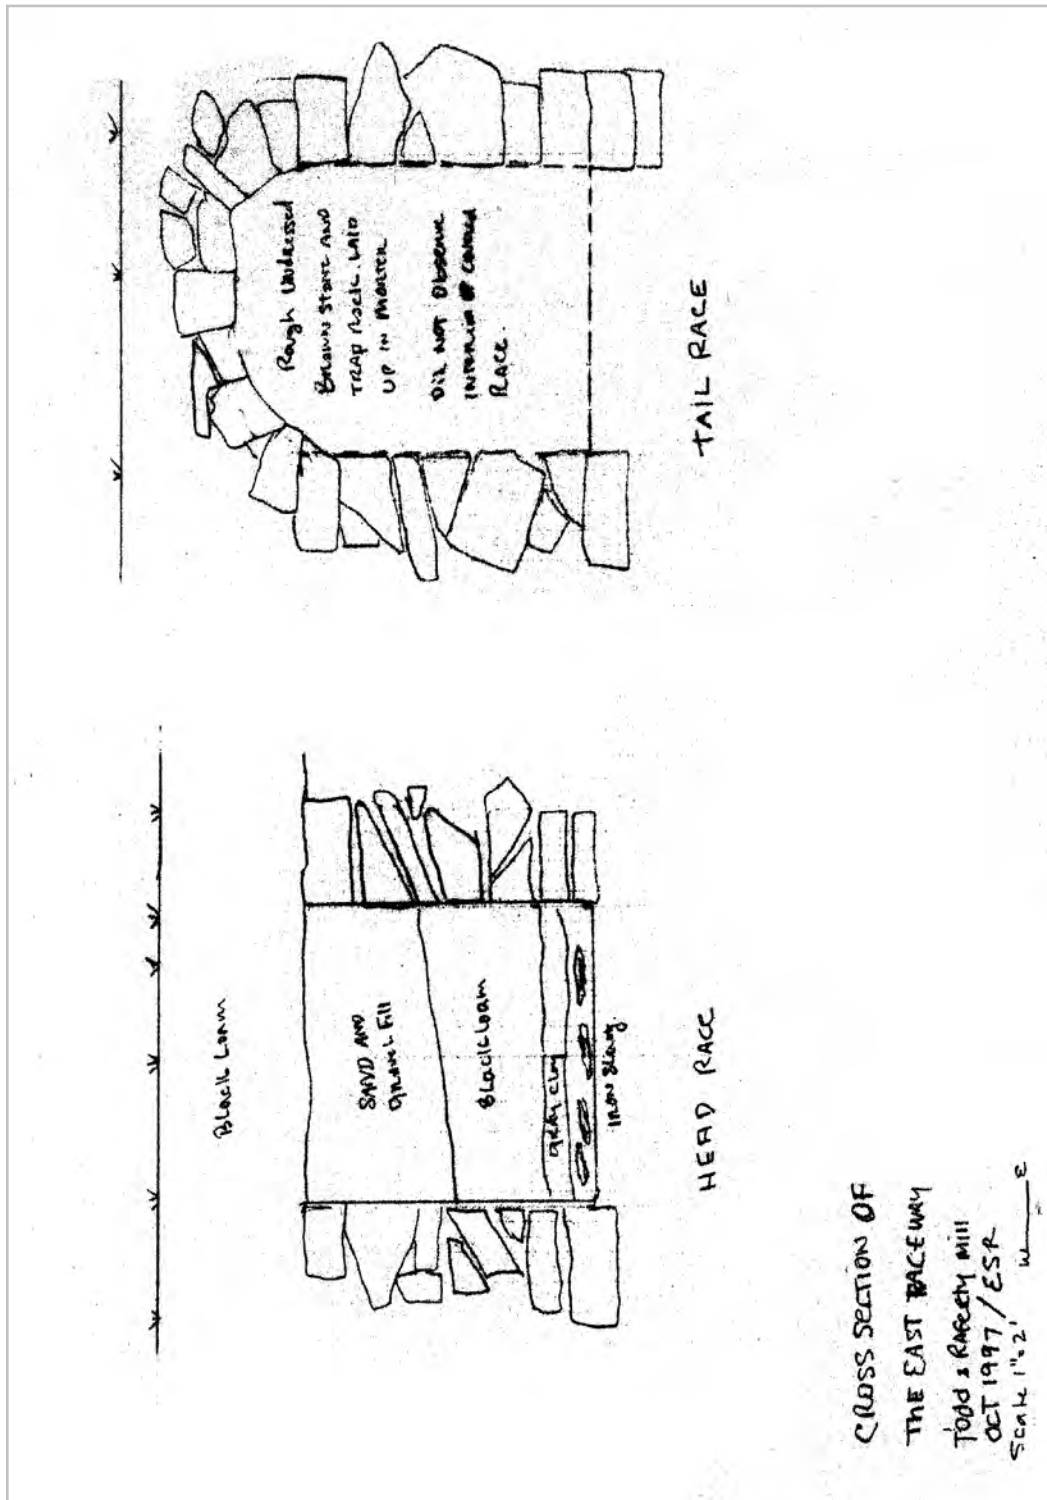 CROSS SECTION OF
THE EAST RACEWAY
TODD & RAFFERTY MILL
OCT 1997 / ESR
Scale 1"=2'
W E
HEAD RACE
Black Loam
SAND AND
GRAVEL Fill
BLACK LOAM
GRAY CLAY
IRON SLAG
TAIL RACE
Rough Undressed
BROWN STONE AND
TRAP ROCK LAID
UP IN MORTER
DID NOT OBSERVE
INTERIOR OF COVERED
RACE.